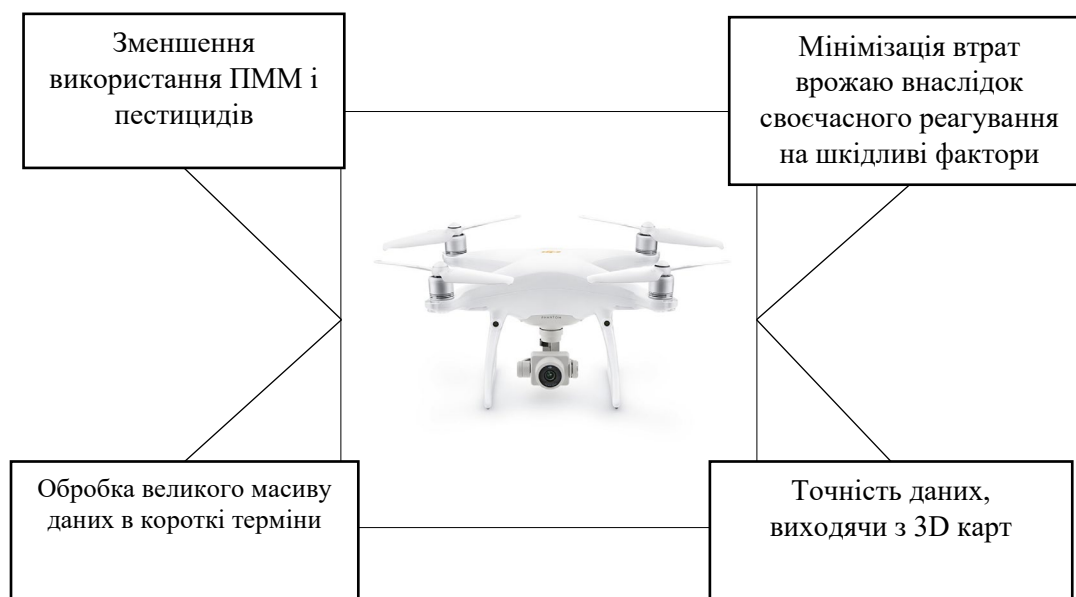 Зменшення
використання ПММ і
пестицидів
Мінімізація втрат
врожаю внаслідок
своєчасного реагування
на шкідливі фактори
Обробка великого масиву
даних в короткі терміни
Точність даних,
виходячи з 3D карт